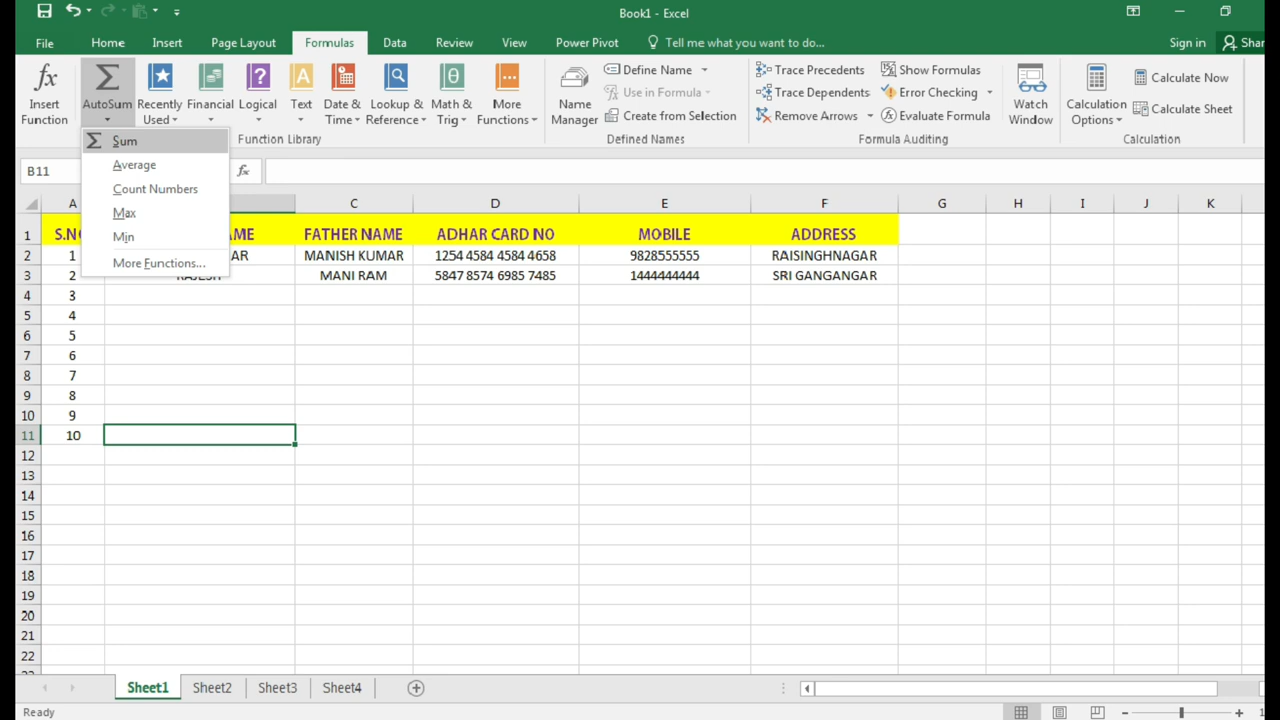 Book1 - Excel
File Home Insert Page Layout Formulas Data Review View Power Pivot Tell me what you want to do... Sign in Shar
Insert Function AutoSum Recently Used Financial Logical Text Date & Time Lookup & Reference Math & Trig More Functions
Function Library
Name Manager Define Name Use in Formula Create from Selection
Defined Names
Trace Precedents Trace Dependents Remove Arrows Show Formulas Error Checking Evaluate Formula
Formula Auditing
Watch Window
Calculation Options Calculate Now Calculate Sheet
Calculation
Sum
Average
Count Numbers
Max
Min
More Functions...
B11 fx
A C D E F G H I J K
1 S.N AME FATHER NAME ADHAR CARD NO MOBILE ADDRESS
2 1 AR MANISH KUMAR 1254 4584 4584 4658 9828555555 RAISINGHNAGAR
3 2 RAJESH MANI RAM 5847 8574 6985 7485 1444444444 SRI GANGANGAR
4 3
5 4
6 5
7 6
8 7
9 8
10 9
11 10
12
13
14
15
16
17
18
19
20
21
22
Sheet1 Sheet2 Sheet3 Sheet4
Ready